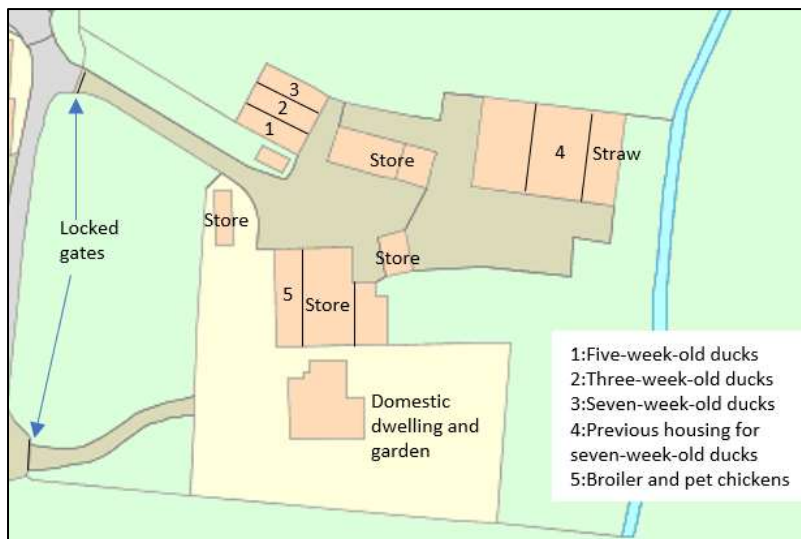 3
2
1
Store
4
Straw
Store
Locked
gates
Store
5
Store
Domestic
dwelling and
garden
1:Five-week-old ducks
2:Three-week-old ducks
3:Seven-week-old ducks
4:Previous housing for
seven-week-old ducks
5:Broiler and pet chickens